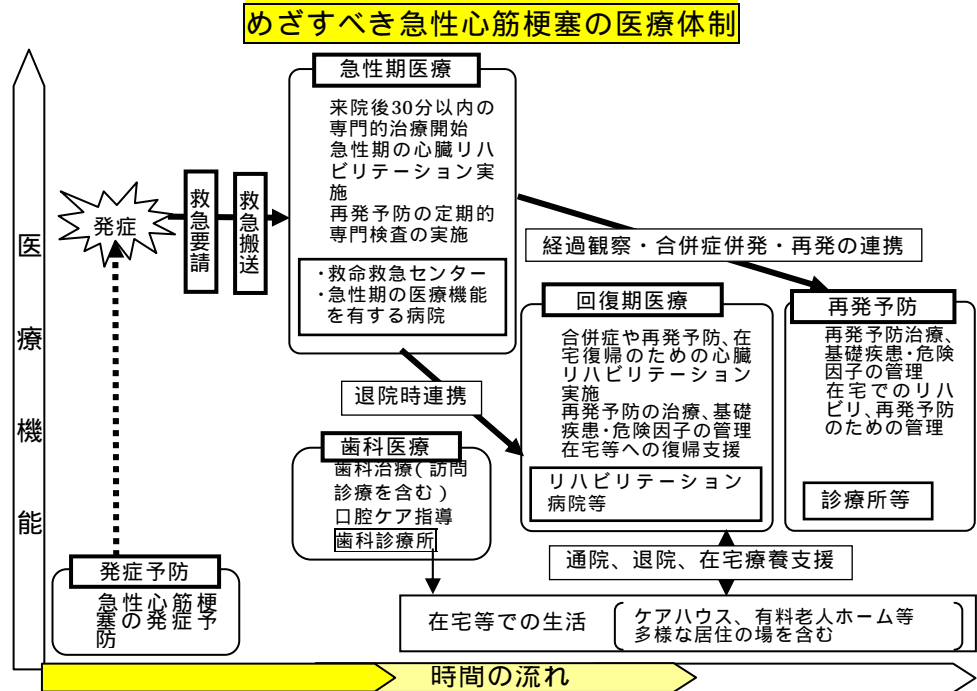 めざすべき急性心筋梗塞の医療体制
医療機能
発症
救急要請
救急搬送
急性期医療
来院後30分以内の
専門的治療開始
急性期の心臓リハ
ビリテーション実
施
再発予防の定期的
専門検査の実施
・救命救急センター
・急性期の医療機能
を有する病院
経過観察・合併症併発・再発の連携
退院時連携
回復期医療
合併症や再発予防、在
宅復帰のための心臓
リハビリテーション
実施
再発予防の治療、基礎
疾患・危険因子の管理
在宅等への復帰支援
リハビリテーション
病院等
再発予防
再発予防治療、
基礎疾患・危険
因子の管理
在宅でのリハ
ビリ、再発予防
のための管理
診療所等
歯科医療
歯科治療(訪問
診療を含む)
口腔ケア指導
歯科診療所
発症予防
急性心筋梗
塞の発症予
防
通院、退院、在宅療養支援
在宅等での生活
ケアハウス、有料老人ホーム等
多様な居住の場を含む
時間の流れ